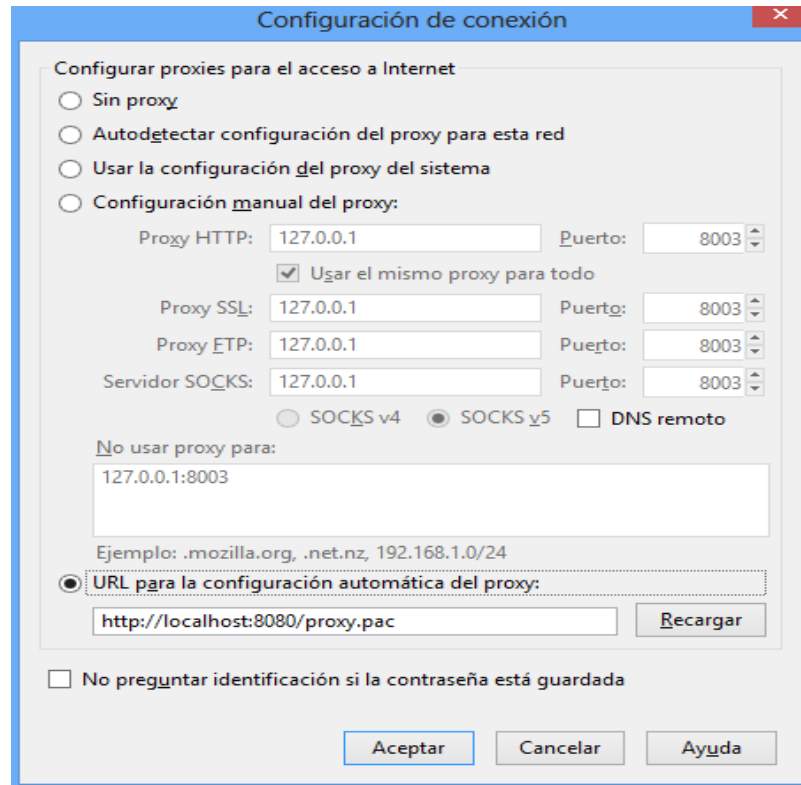 Configuración de conexión
Configurar proxies para el acceso a Internet
Sin proxy
Autodetectar configuración del proxy para esta red
Usar la configuración del proxy del sistema
Configuración manual del proxy:
Proxy HTTP: 127.0.0.1 Puerto: 8003
Usar el mismo proxy para todo
Proxy SSL: 127.0.0.1 Puerto: 8003
Proxy FTP: 127.0.0.1 Puerto: 8003
Servidor SOCKS: 127.0.0.1 Puerto: 8003
SOCKS v4 SOCKS v5 DNS remoto
No usar proxy para:
127.0.0.1:8003
Ejemplo: .mozilla.org, .net.nz, 192.168.1.0/24
URL para la configuración automática del proxy:
http://localhost:8080/proxy.pac Recargar
No preguntar identificación si la contraseña está guardada
Aceptar Cancelar Ayuda